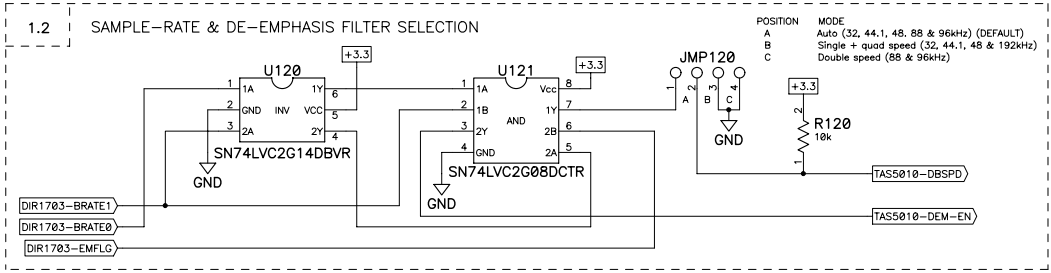 1.2 SAMPLE-RATE & DE-EMPHASIS FILTER SELECTION
POSITION MODE
A Auto (32, 44.1, 48. 88 & 96kHz) (DEFAULT)
B Single + quad speed (32, 44.1, 48 & 192kHz)
C Double speed (88 & 96kHz)
+3.3
U120
1 1A 1Y 6
2 GND INV VCC 5
3 2A 2Y 4
SN74LVC2G14DBVR
GND
+3.3
U121
1 1A Vcc 8
2 1B 1Y 7
AND
3 2Y 2B 6
4 GND 2A 5
SN74LVC2G08DCTR
GND
JMP120
1 2 3 4
A B C
GND
+3.3
2
R120
10k
1
TAS5010-DBSPD
TAS5010-DEM-EN
DIR1703-BRATE1
DIR1703-BRATE0
DIR1703-EMFLG